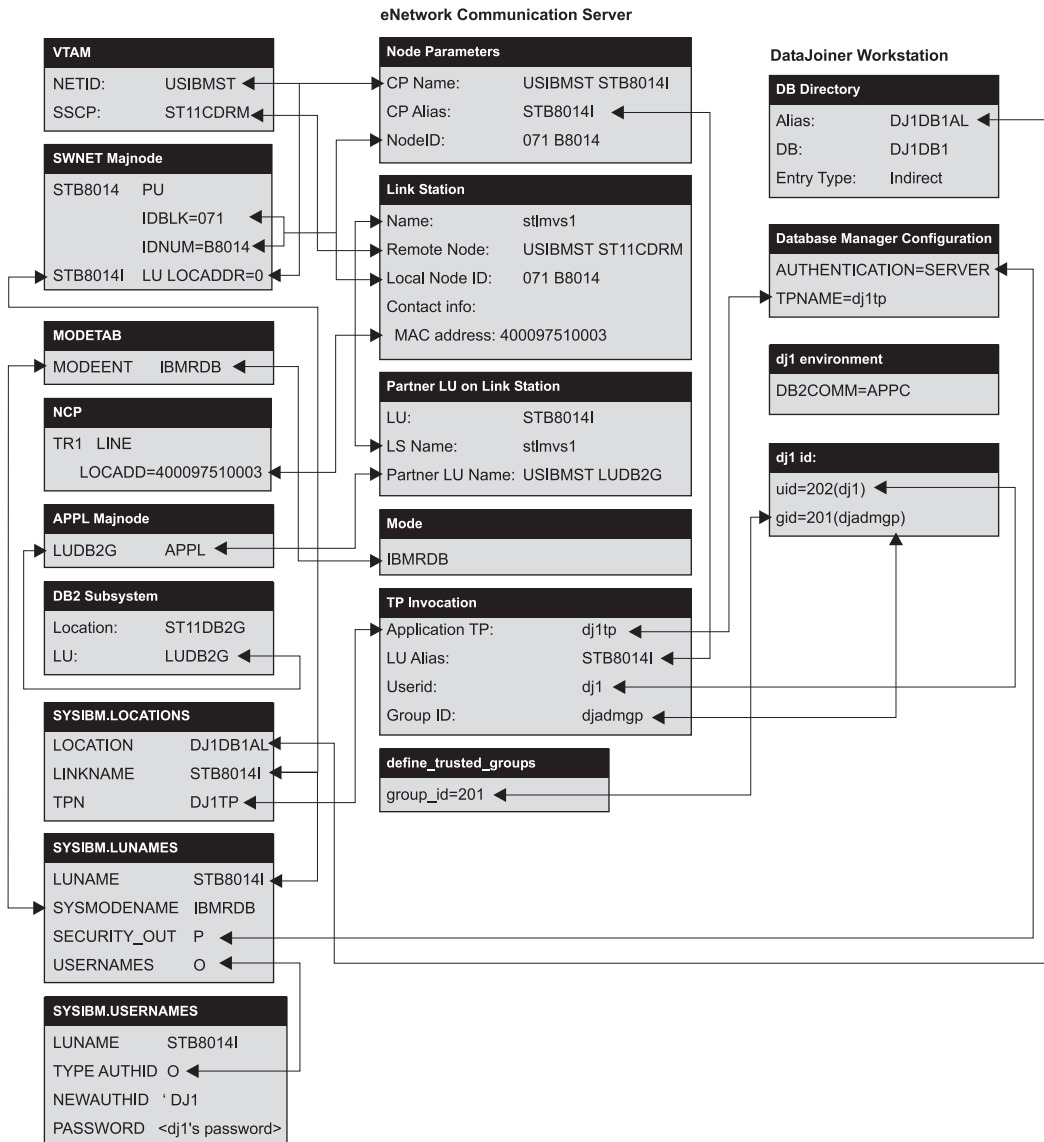 eNetwork Communication Server
VTAM
NETID: USIBMST
SSCP: ST11CDRM
SWNET Majnode
STB8014 PU
IDBLK=071
IDNUM=B8014
STB8014I LU LOCADDR=0
MODETAB
MODEENT IBMRDB
NCP
TR1 LINE
LOCADD=400097510003
APPL Majnode
LUDB2G APPL
DB2 Subsystem
Location: ST11DB2G
LU: LUDB2G
SYSIBM.LOCATIONS
LOCATION DJ1DB1AL
LINKNAME STB8014I
TPN DJ1TP
SYSIBM.LUNAMES
LUNAME STB8014I
SYSMODENAME IBMRDB
SECURITY_OUT P
USERNAMES O
SYSIBM.USERNAMES
LUNAME STB8014I
TYPE AUTHID O
NEWAUTHID ‘ DJ1
PASSWORD <dj1's password>
Node Parameters
CP Name: USIBMST STB8014I
CP Alias: STB8014I
NodeID: 071 B8014
Link Station
Name: stlmvs1
Remote Node: USIBMST ST11CDRM
Local Node ID: 071 B8014
Contact info:
MAC address: 400097510003
Partner LU on Link Station
LU: STB8014I
LS Name: stlmvs1
Partner LU Name: USIBMST LUDB2G
Mode
IBMRDB
TP Invocation
Application TP: dj1tp
LU Alias: STB8014I
Userid: dj1
Group ID: djadmgp
define_trusted_groups
group_id=201
DataJoiner Workstation
DB Directory
Alias: DJ1DB1AL
DB: DJ1DB1
Entry Type: Indirect
Database Manager Configuration
AUTHENTICATION=SERVER
TPNAME=dj1tp
dj1 environment
DB2COMM=APPC
dj1 id:
uid=202(dj1)
gid=201(djadmgp)